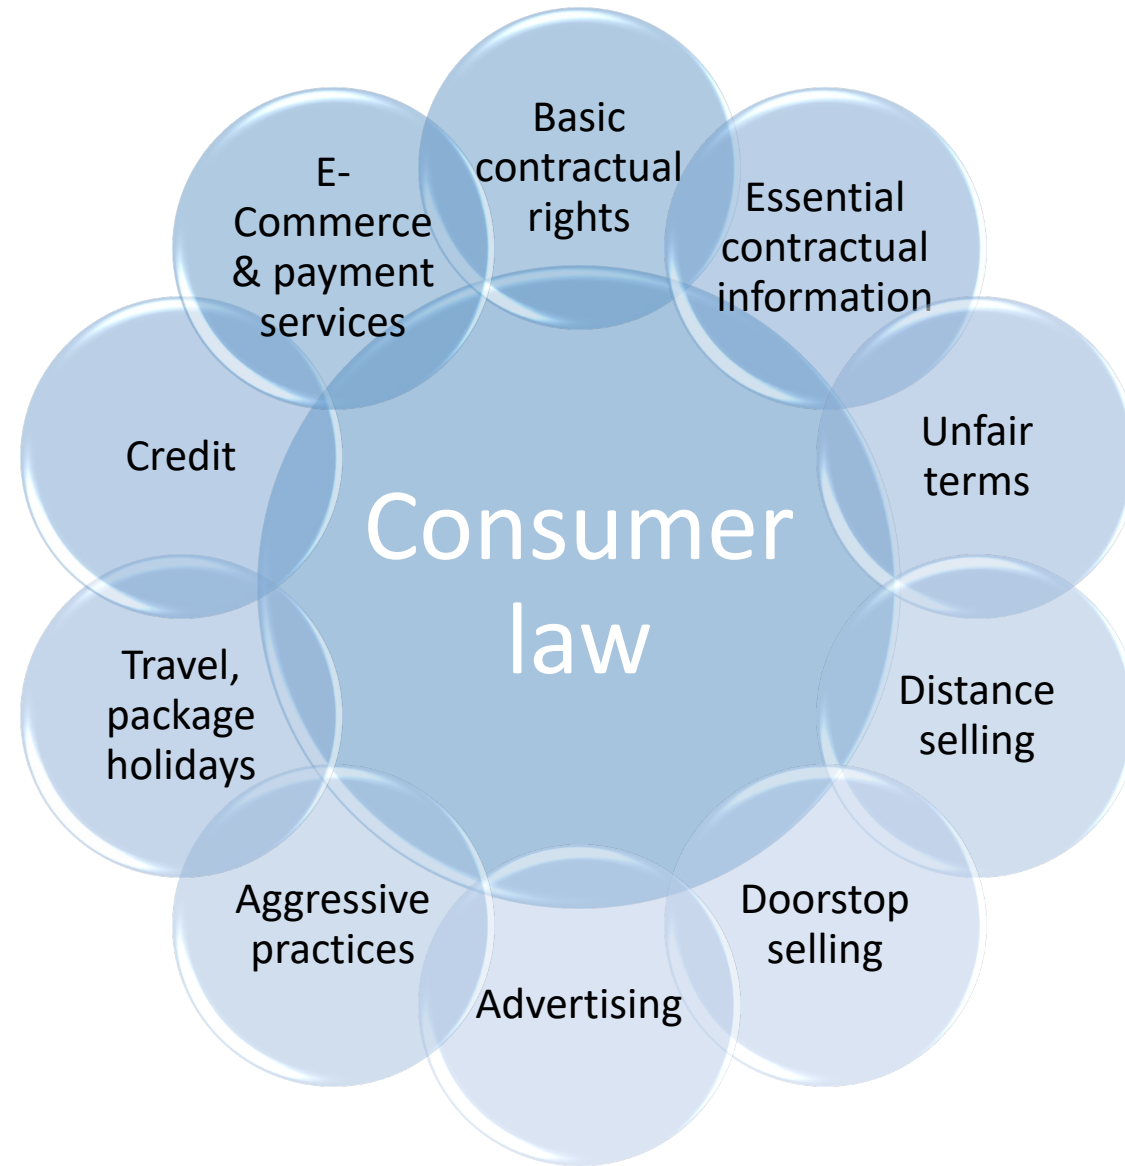 Basic
contractual
rights
Essential
contractual
information
Unfair
terms
Distance
selling
Doorstop
selling
Advertising
Aggressive
practices
Travel,
package
holidays
Credit
E-
Commerce
& payment
services
Consumer
law